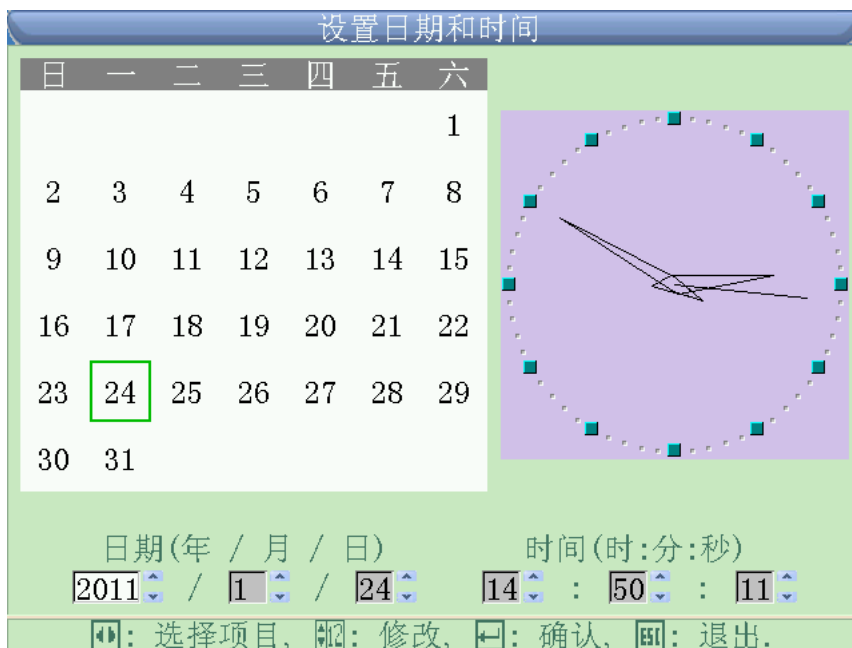 设置日期和时间
日 一 二 三 四 五 六
1
2 3 4 5 6 7 8
9 10 11 12 13 14 15
16 17 18 19 20 21 22
23 24 25 26 27 28 29
30 31
日期(年 / 月 / 日)
2011 / 1 / 24
时间(时:分:秒)
14 : 50 : 11
: 选择项目, 12: 修改, : 确认, ESC: 退出.